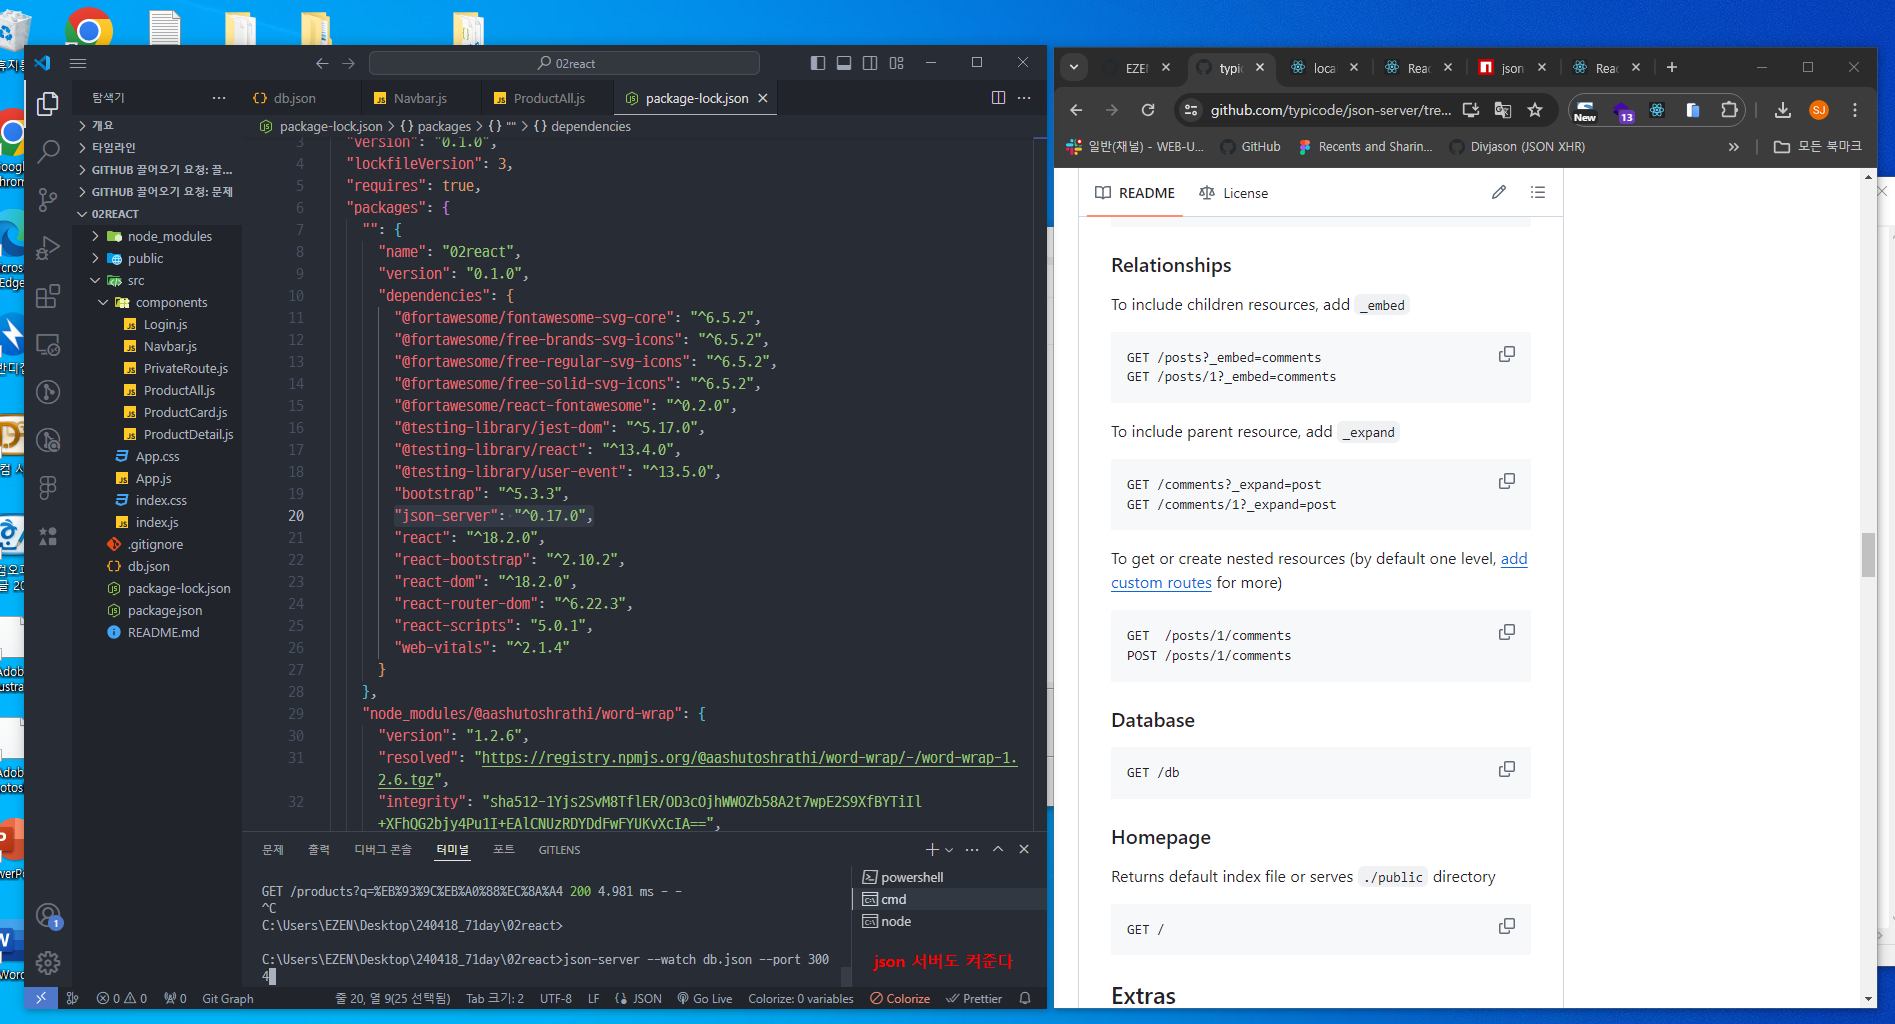 02react
탐색기
개요
타임라인
GITHUB 끌어오기 요청: 끌...
GITHUB 끌어오기 요청: 문제
02REACT
node_modules
public
src
components
Login.js
Navbar.js
PrivateRoute.js
ProductAll.js
ProductCard.js
ProductDetail.js
App.css
App.js
index.css
index.js
.gitignore
db.json
package-lock.json
package.json
README.md
db.json
Navbar.js
ProductAll.js
package-lock.json
package-lock.json > {} packages > {} "" > {} dependencies
3 "version": "0.1.0",
4 "lockfileVersion": 3,
5 "requires": true,
6 "packages": {
7 "": {
8 "name": "02react",
9 "version": "0.1.0",
10 "dependencies": {
11 "@fortawesome/fontawesome-svg-core": "^6.5.2",
12 "@fortawesome/free-brands-svg-icons": "^6.5.2",
13 "@fortawesome/free-regular-svg-icons": "^6.5.2",
14 "@fortawesome/free-solid-svg-icons": "^6.5.2",
15 "@fortawesome/react-fontawesome": "^0.2.0",
16 "@testing-library/jest-dom": "^5.17.0",
17 "@testing-library/react": "^13.4.0",
18 "@testing-library/user-event": "^13.5.0",
19 "bootstrap": "^5.3.3",
20 "json-server": "^0.17.0",
21 "react": "^18.2.0",
22 "react-bootstrap": "^2.10.2",
23 "react-dom": "^18.2.0",
24 "react-router-dom": "^6.22.3",
25 "react-scripts": "5.0.1",
26 "web-vitals": "^2.1.4"
27 }
28 },
29 "node_modules/@aashutoshrathi/word-wrap": {
30 "version": "1.2.6",
31 "resolved": "https://registry.npmjs.org/@aashutoshrathi/word-wrap/-/word-wrap-1.
2.6.tgz",
32 "integrity": "sha512-1Yjs2SvM8TflER/OD3cOjhWWOZb58A2t7wpE2S9XfBYTiIl
+XFhQG2bjy4Pu1I+EAlCNUzRDYDdFwFYUKvXcIA==",
문제 출력 디버그 콘솔 터미널 포트 GITLENS
GET /products?q=%EB%93%9C%EB%A0%88%EC%8A%A4 200 4.981 ms - -
^C
C:\Users\EZEN\Desktop\240418_71day\02react>
C:\Users\EZEN\Desktop\240418_71day\02react>json-server --watch db.json --port 300
4
powershell
cmd
node
json 서버도 켜준다
0 0 0 Git Graph 줄 20, 열 9(25 선택됨) Tab 크기: 2 UTF-8 LF JSON Go Live Colorize: 0 variables Colorize Prettier
EZEN
typic
loca
Reac
json
Reac
github.com/typicode/json-server/tre...
New
13
SJ
일반(채널) - WEB-U...
GitHub
Recents and Sharin...
Divjason (JSON XHR)
모든 북마크
README
License
Relationships
To include children resources, add _embed
GET /posts?_embed=comments
GET /posts/1?_embed=comments
To include parent resource, add _expand
GET /comments?_expand=post
GET /comments/1?_expand=post
To get or create nested resources (by default one level, add
custom routes for more)
GET /posts/1/comments
POST /posts/1/comments
Database
GET /db
Homepage
Returns default index file or serves ./public directory
GET /
Extras